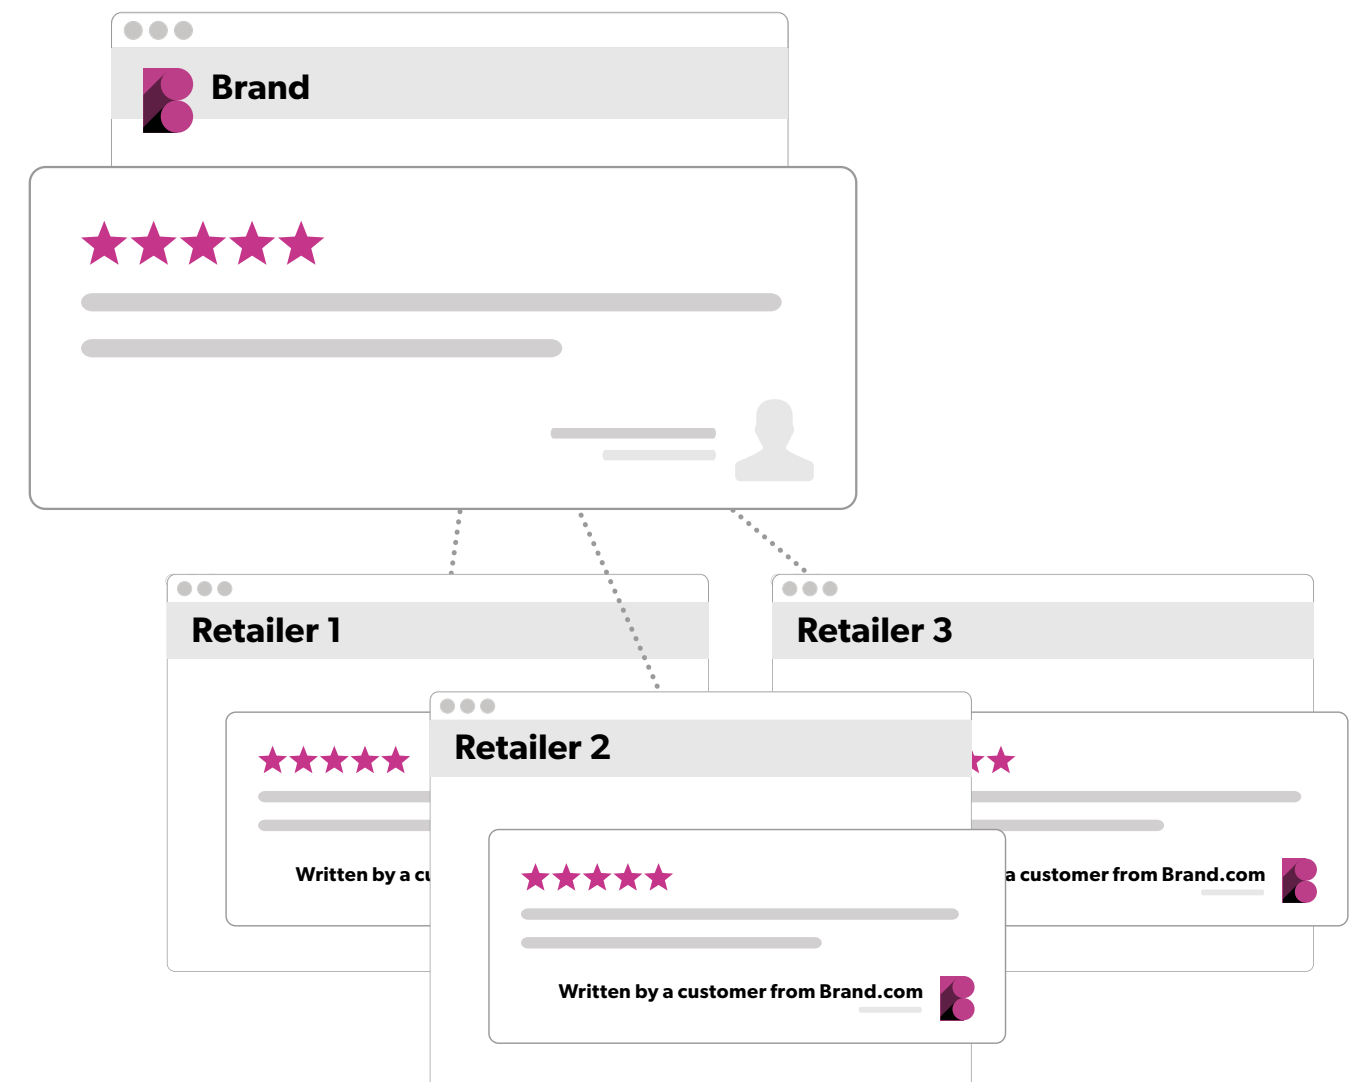 Brand
Retailer 1
Retailer 3
Retailer 2
Written by a
a customer from Brand.com
Written by a customer from Brand.com